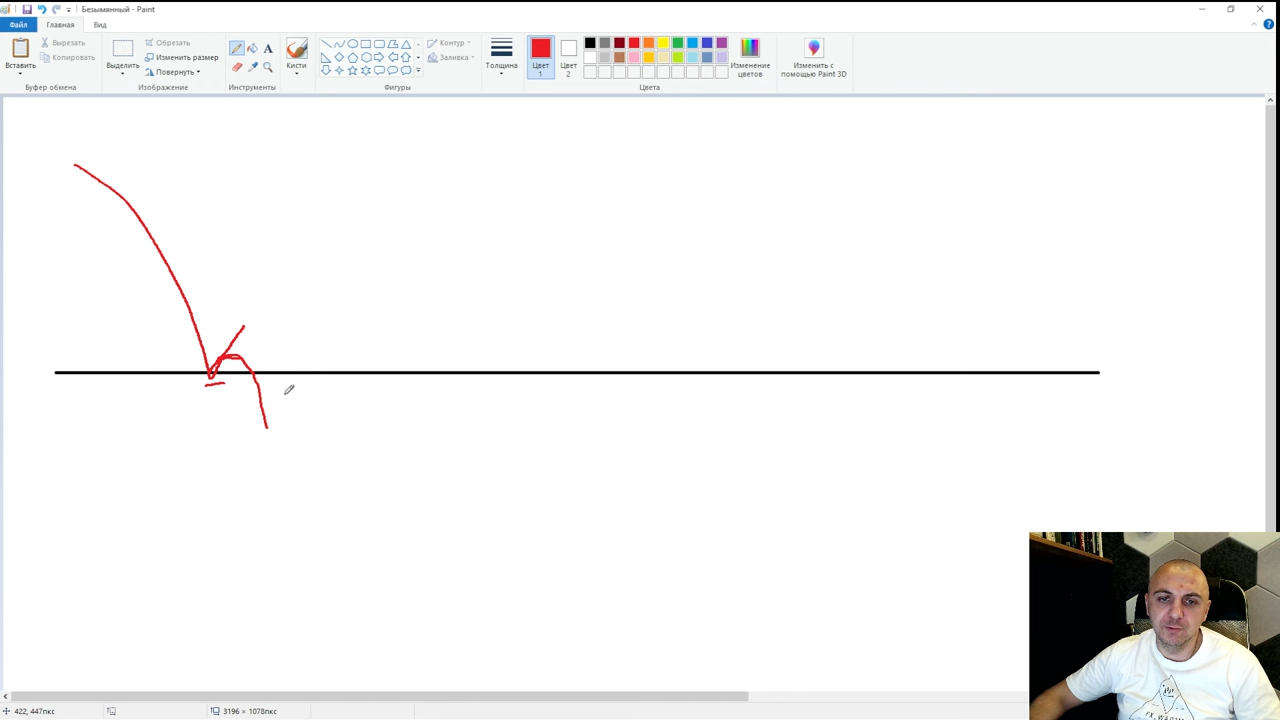 Безымянный - Paint
Файл Главная Вид
Вставить
Вырезать
Копировать
Буфер обмена
Выделить
Обрезать
Изменить размер
Повернуть
Изображение
A
Инструменты
Кисти
Контур
Заливка
Фигуры
Толщина
Цвет 1
Цвет 2
Изменение цветов
Цвета
Изменить с помощью Paint 3D
422, 447пкс
3196 × 1078пкс